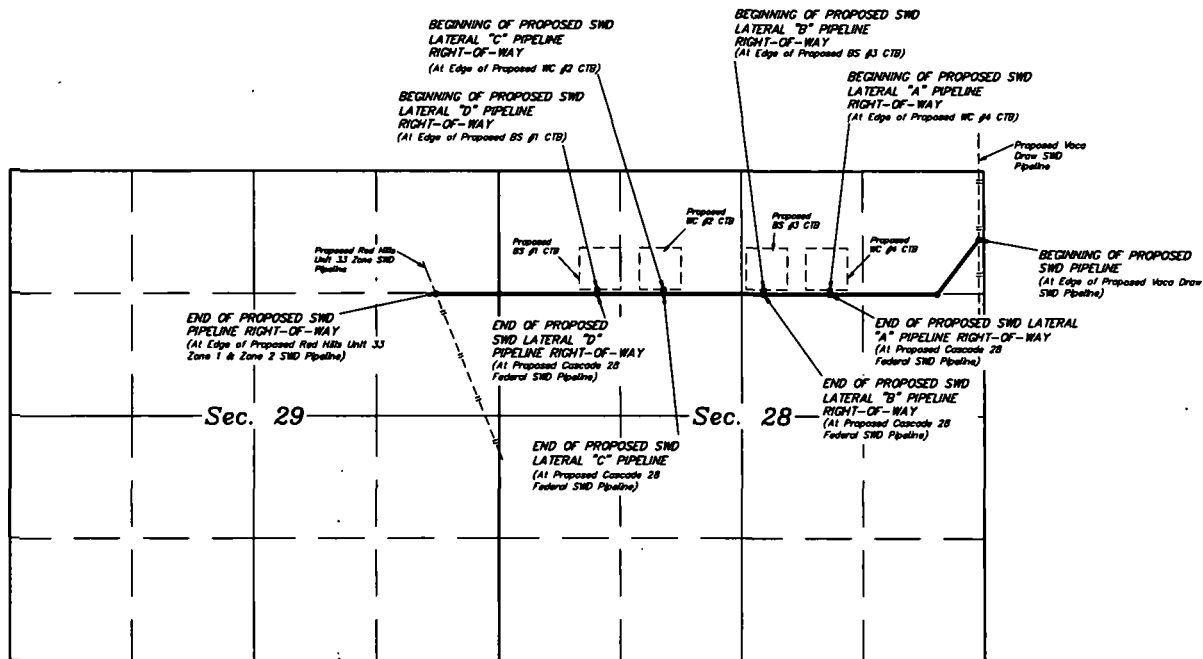 BEGINNING OF PROPOSED SWD
LATERAL "C" PIPELINE
RIGHT-OF-WAY
(At Edge of Proposed WC #2 CTB)
BEGINNING OF PROPOSED SWD
LATERAL "B" PIPELINE
RIGHT-OF-WAY
(At Edge of Proposed BS #3 CTB)
BEGINNING OF PROPOSED SWD
LATERAL "D" PIPELINE
RIGHT-OF-WAY
(At Edge of Proposed BS #1 CTB)
BEGINNING OF PROPOSED SWD
LATERAL "A" PIPELINE
RIGHT-OF-WAY
(At Edge of Proposed WC #4 CTB)
Proposed Vaca
Draw SWD
Pipeline
Proposed Red Hills
Unit 33 Zone SWD
Pipeline
Proposed
BS #1 CTB
Proposed
WC #2 CTB
Proposed
BS #3 CTB
Proposed
WC #4 CTB
BEGINNING OF PROPOSED
SWD PIPELINE
(At Edge of Proposed Vaca Draw
SWD Pipeline)
END OF PROPOSED SWD
PIPELINE RIGHT-OF-WAY
(At Edge of Proposed Red Hills Unit 33
Zone 1 & Zone 2 SWD Pipeline)
END OF PROPOSED
SWD LATERAL "D"
PIPELINE RIGHT-OF-WAY
(At Proposed Cascade 28
Federal SWD Pipeline)
END OF PROPOSED SWD LATERAL
"A" PIPELINE RIGHT-OF-WAY
(At Proposed Cascade 28
Federal SWD Pipeline)
END OF PROPOSED SWD
LATERAL "B" PIPELINE
RIGHT-OF-WAY
(At Proposed Cascade 28
Federal SWD Pipeline)
Sec. 29
Sec. 28
END OF PROPOSED SWD
LATERAL "C" PIPELINE
(At Proposed Cascade 28
Federal SWD Pipeline)